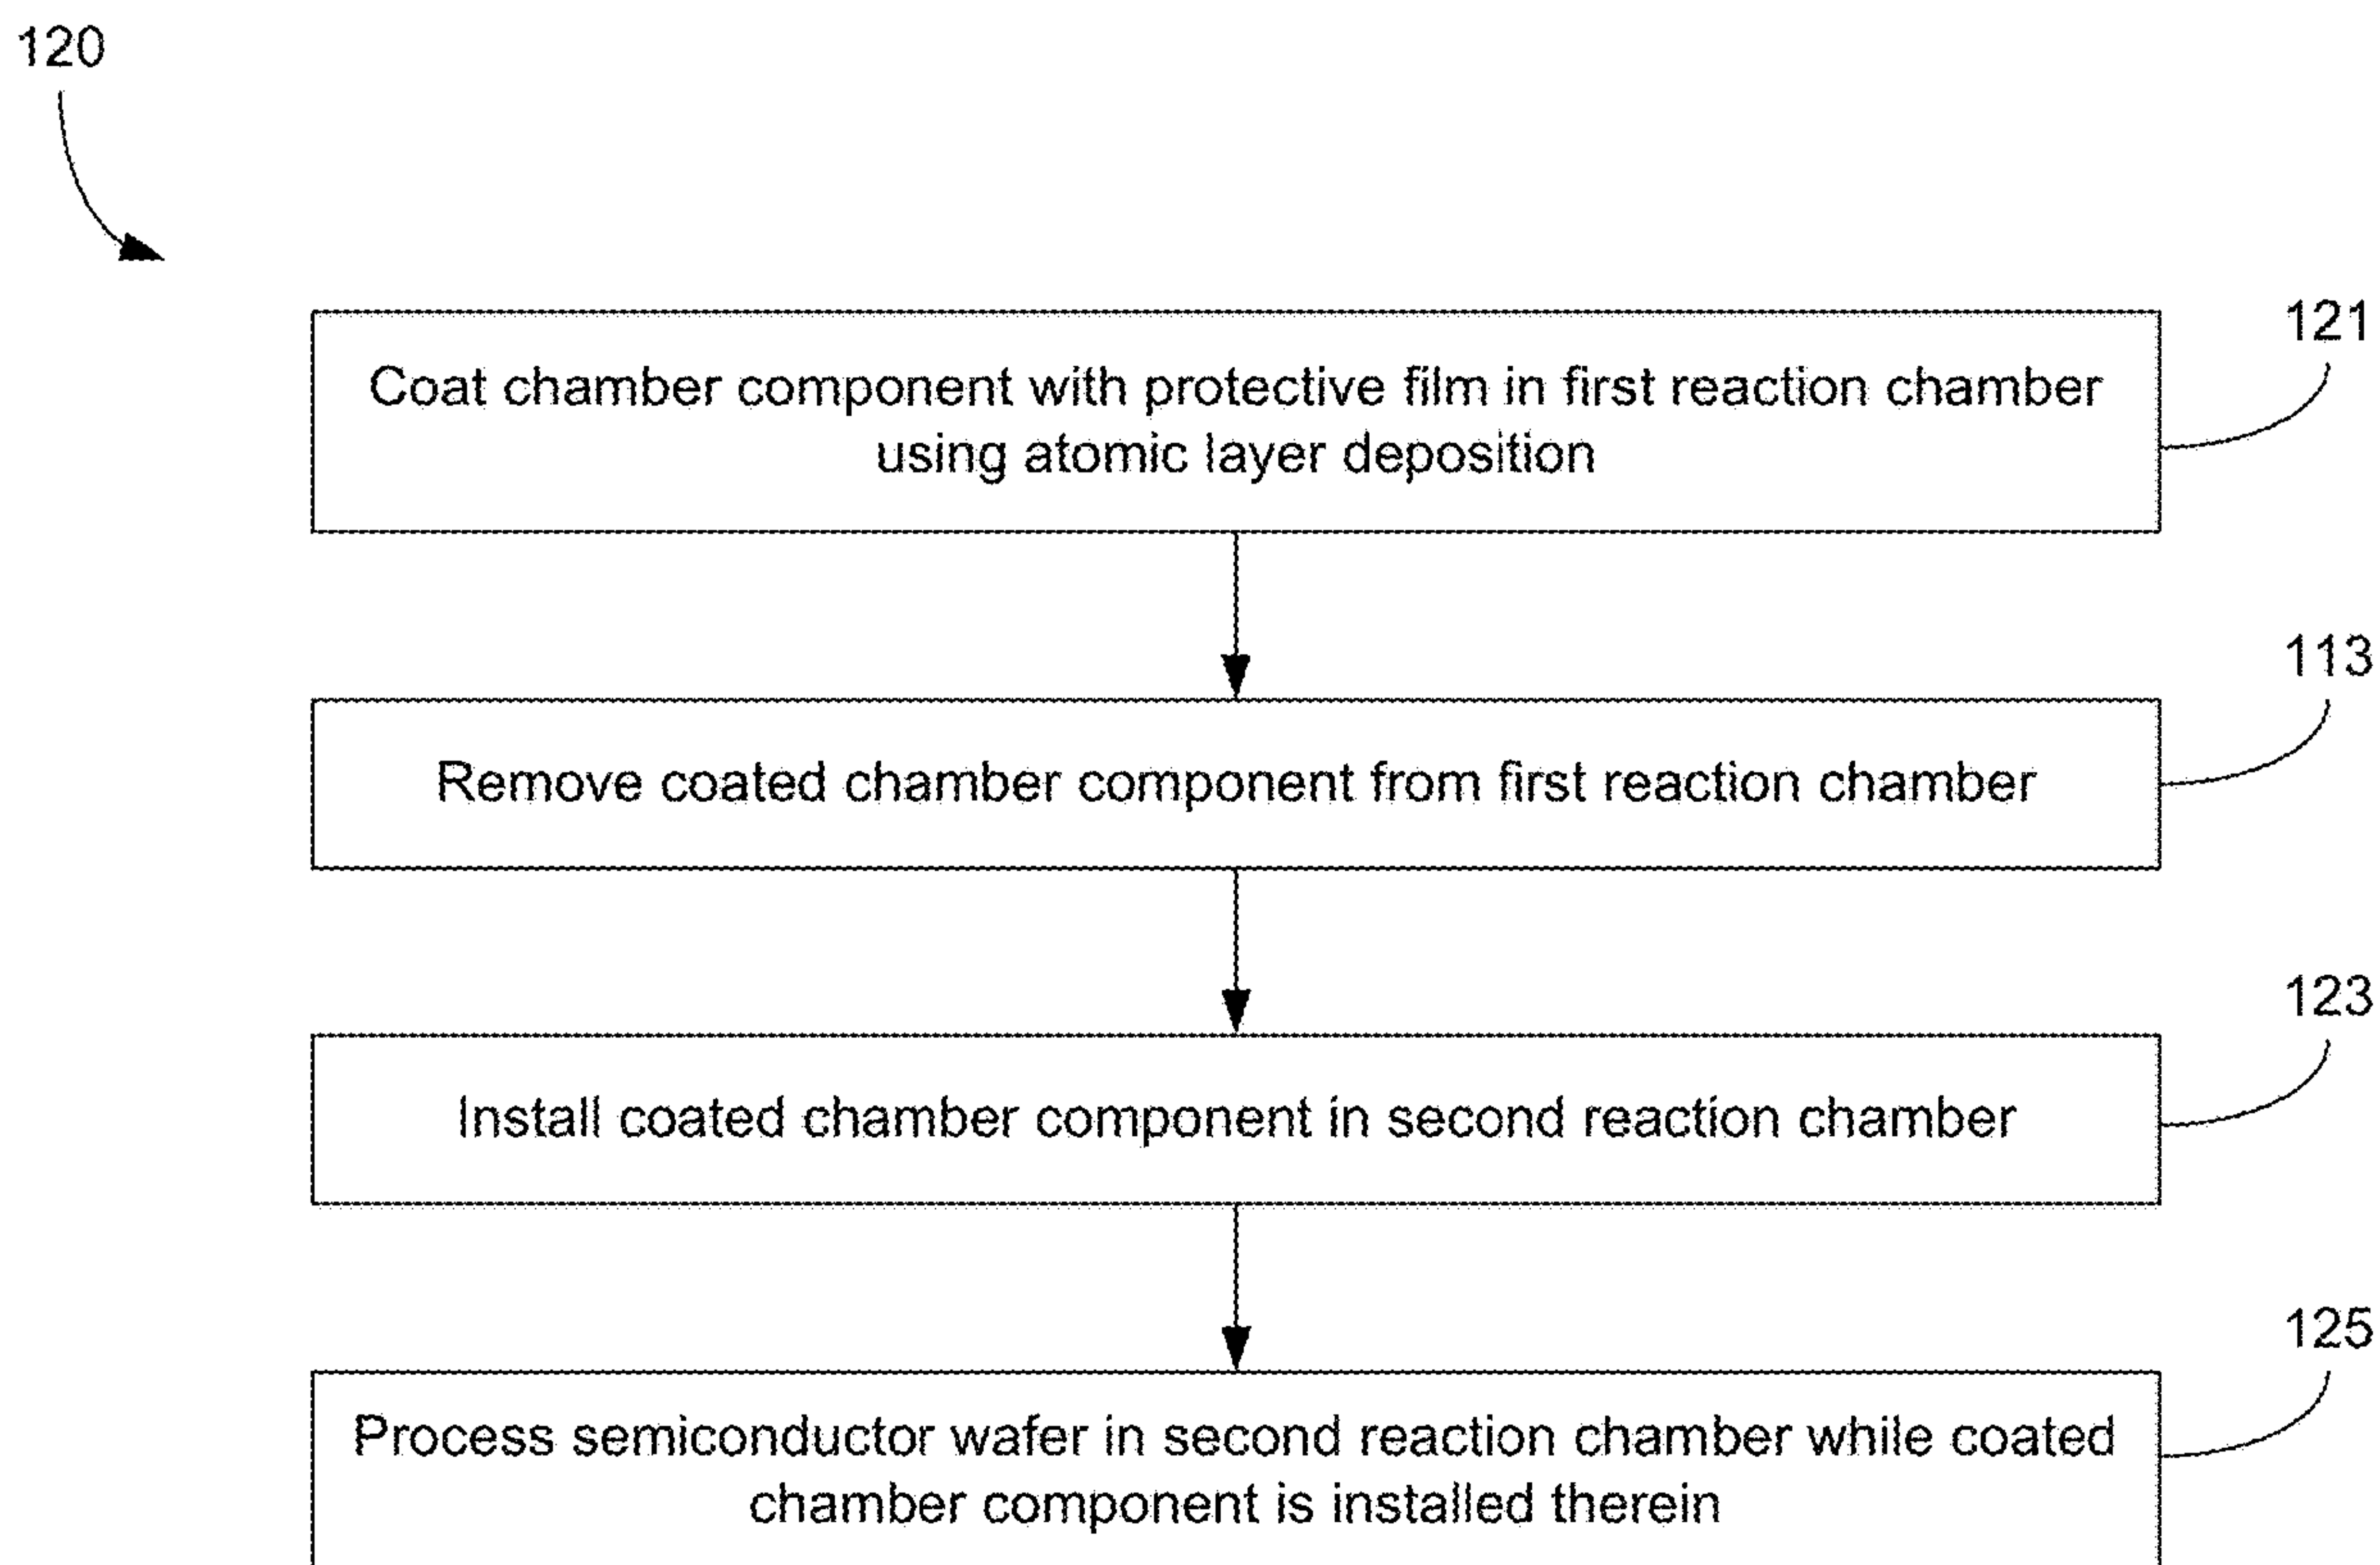 120
121
Coat chamber component with protective film in first reaction chamber
using atomic layer deposition
113
Remove coated chamber component from first reaction chamber
123
Install coated chamber component in second reaction chamber
125
Process semiconductor wafer in second reaction chamber while coated
chamber component is installed therein